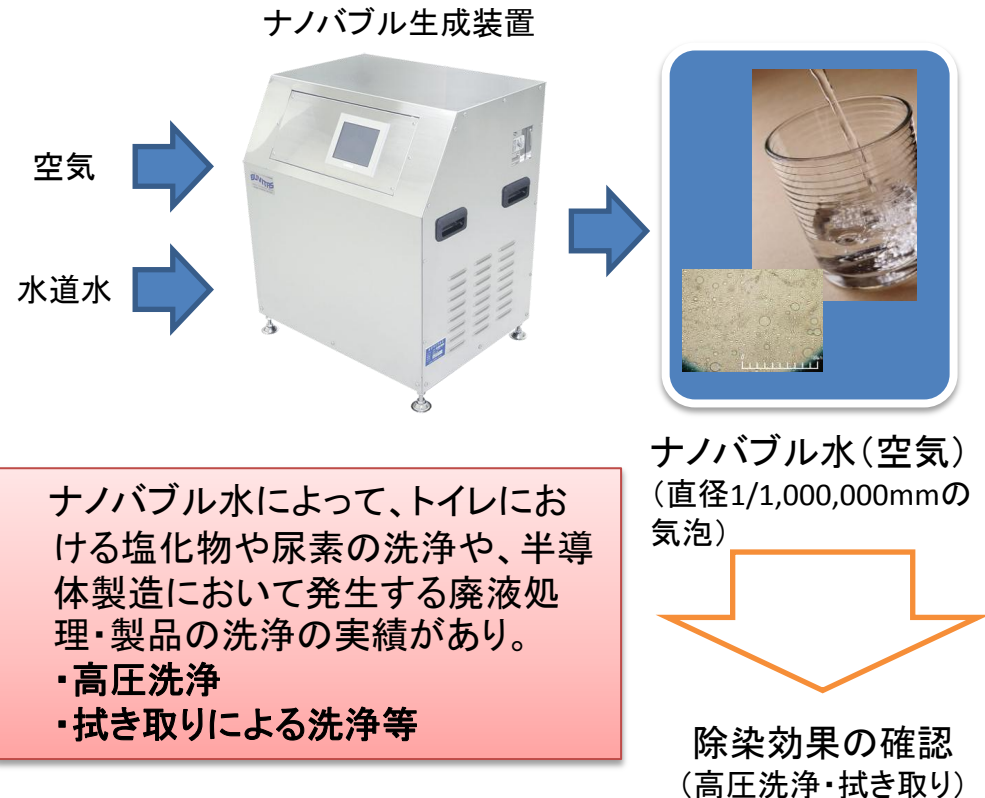 ナノバブル生成装置
空気
水道水
ナノバブル水（空気）
（直径1/1,000,000mmの
気泡）
ナノバブル水によって、トイレにお
ける塩化物や尿素の洗浄や、半導
体製造において発生する廃液処
理・製品の洗浄の実績があり。
・高圧洗浄
・拭き取りによる洗浄等
除染効果の確認
（高圧洗浄・拭き取り）